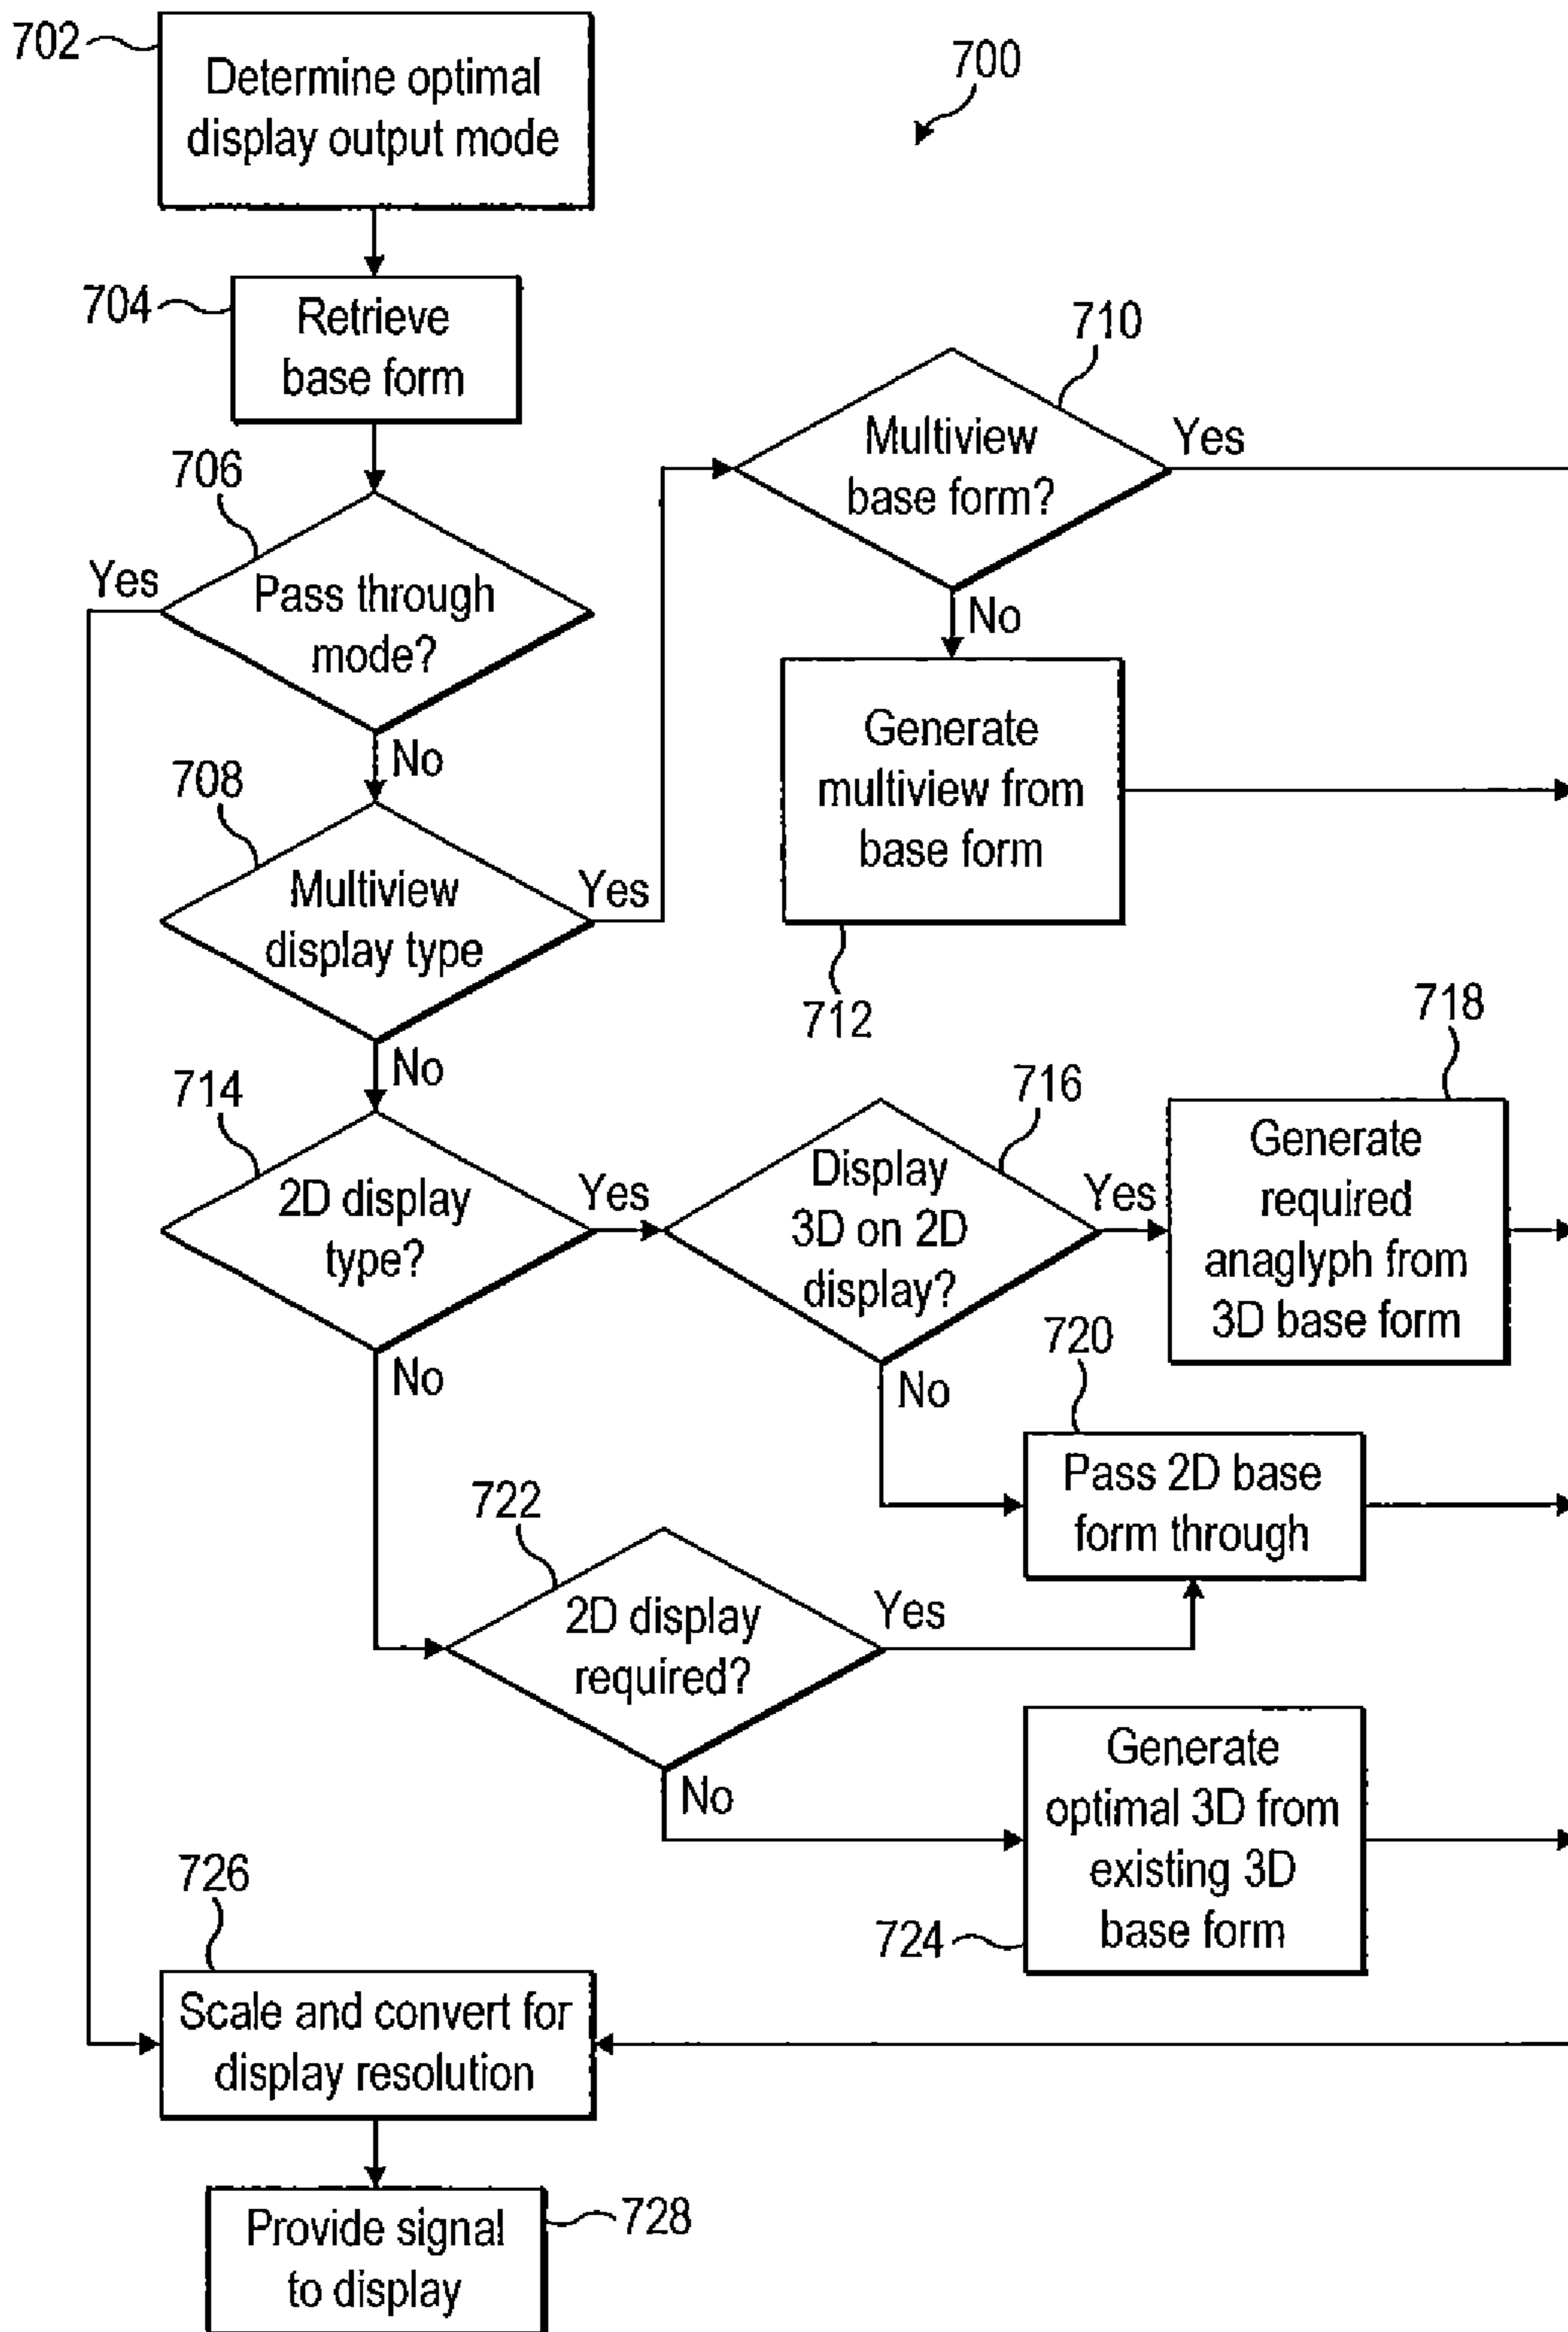 702
Determine optimal
display output mode
700
704
Retrieve
base form
706
Yes
Pass through
mode?
No
710
Multiview
base form?
Yes
No
Generate
multiview from
base form
712
708
Multiview
display type
Yes
No
714
2D display
type?
Yes
No
716
Display
3D on 2D
display?
Yes
No
718
Generate
required
anaglyph from
3D base form
720
Pass 2D base
form through
722
2D display
required?
Yes
No
Generate
optimal 3D from
existing 3D
base form
724
726
Scale and convert for
display resolution
Provide signal
to display
728